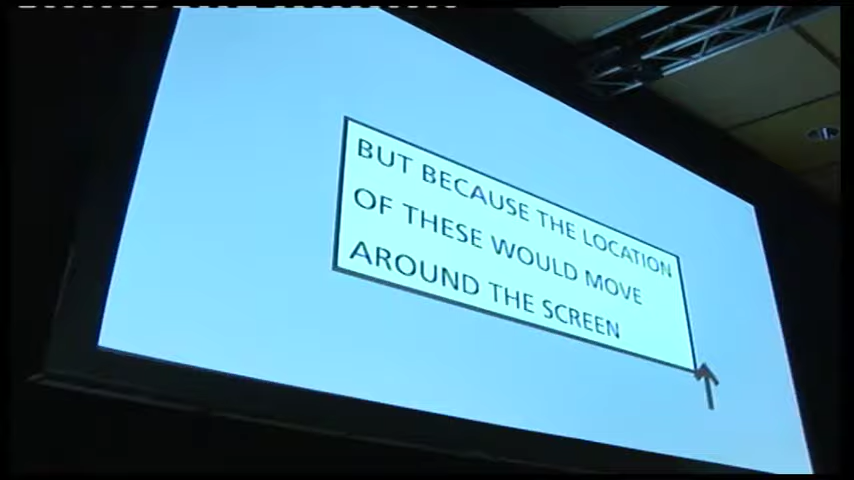 BUT BECAUSE THE LOCATION
OF THESE WOULD MOVE
AROUND THE SCREEN